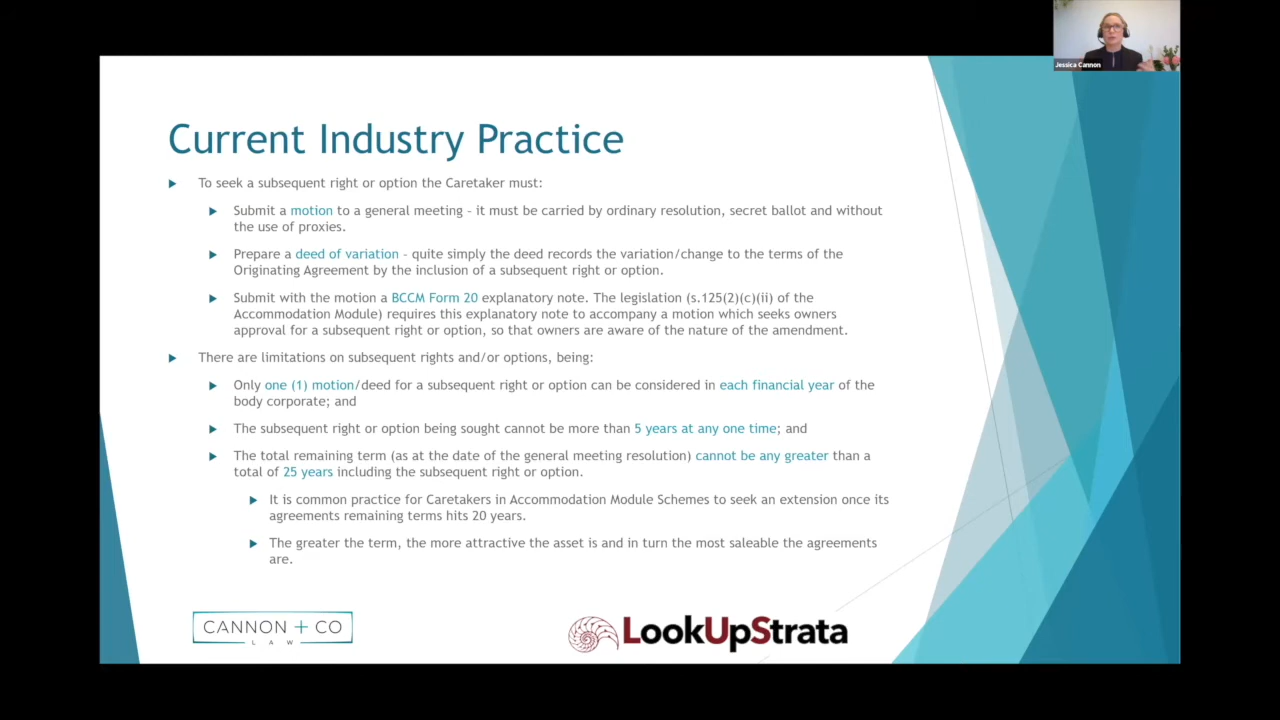 Jessica Cannon
Current Industry Practice
To seek a subsequent right or option the Caretaker must:
Submit a motion to a general meeting – it must be carried by ordinary resolution, secret ballot and without
the use of proxies.
Prepare a deed of variation – quite simply the deed records the variation/change to the terms of the
Originating Agreement by the inclusion of a subsequent right or option.
Submit with the motion a BCCM Form 20 explanatory note. The legislation (s.125(2)(c)(ii) of the
Accommodation Module) requires this explanatory note to accompany a motion which seeks owners
approval for a subsequent right or option, so that owners are aware of the nature of the amendment.
There are limitations on subsequent rights and/or options, being:
Only one (1) motion/deed for a subsequent right or option can be considered in each financial year of the
body corporate; and
The subsequent right or option being sought cannot be more than 5 years at any one time; and
The total remaining term (as at the date of the general meeting resolution) cannot be any greater than a
total of 25 years including the subsequent right or option.
It is common practice for Caretakers in Accommodation Module Schemes to seek an extension once its
agreements remaining terms hits 20 years.
The greater the term, the more attractive the asset is and in turn the most saleable the agreements
are.
CANNON + CO
LAW
LookUpStrata